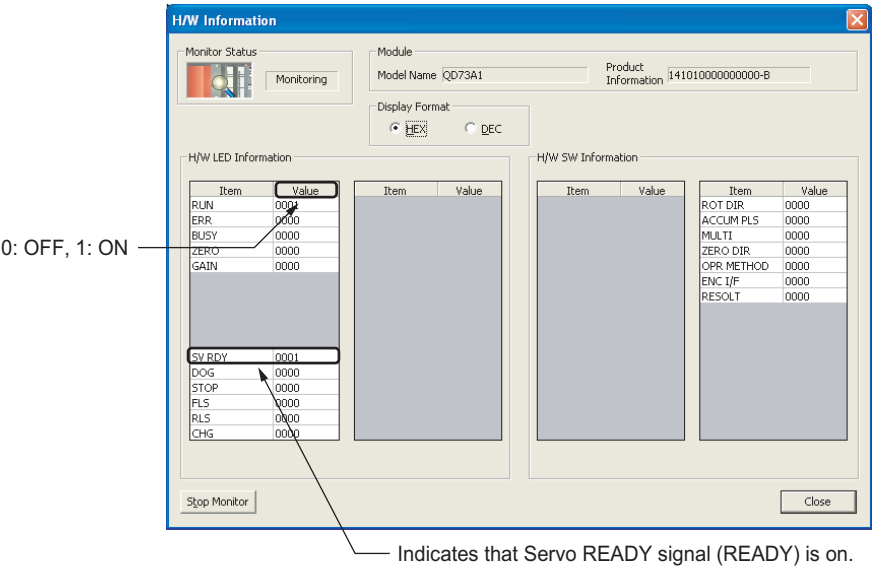 H/W Information
Monitor Status
Monitoring
Module
Model Name QD73A1
Product Information 141010000000000-B
Display Format
HEX DEC
H/W LED Information
Item Value
RUN 0001
ERR 0000
BUSY 0000
ZERO 0000
GAIN 0000
SV RDY 0001
DOG 0000
STOP 0000
FLS 0000
RLS 0000
CHG 0000
Item Value
H/W SW Information
Item Value
Item Value
ROT DIR 0000
ACCUM PLS 0000
MULTI 0000
ZERO DIR 0000
OPR METHOD 0000
ENC I/F 0000
RESOLT 0000
0: OFF, 1: ON
Stop Monitor
Close
Indicates that Servo READY signal (READY) is on.